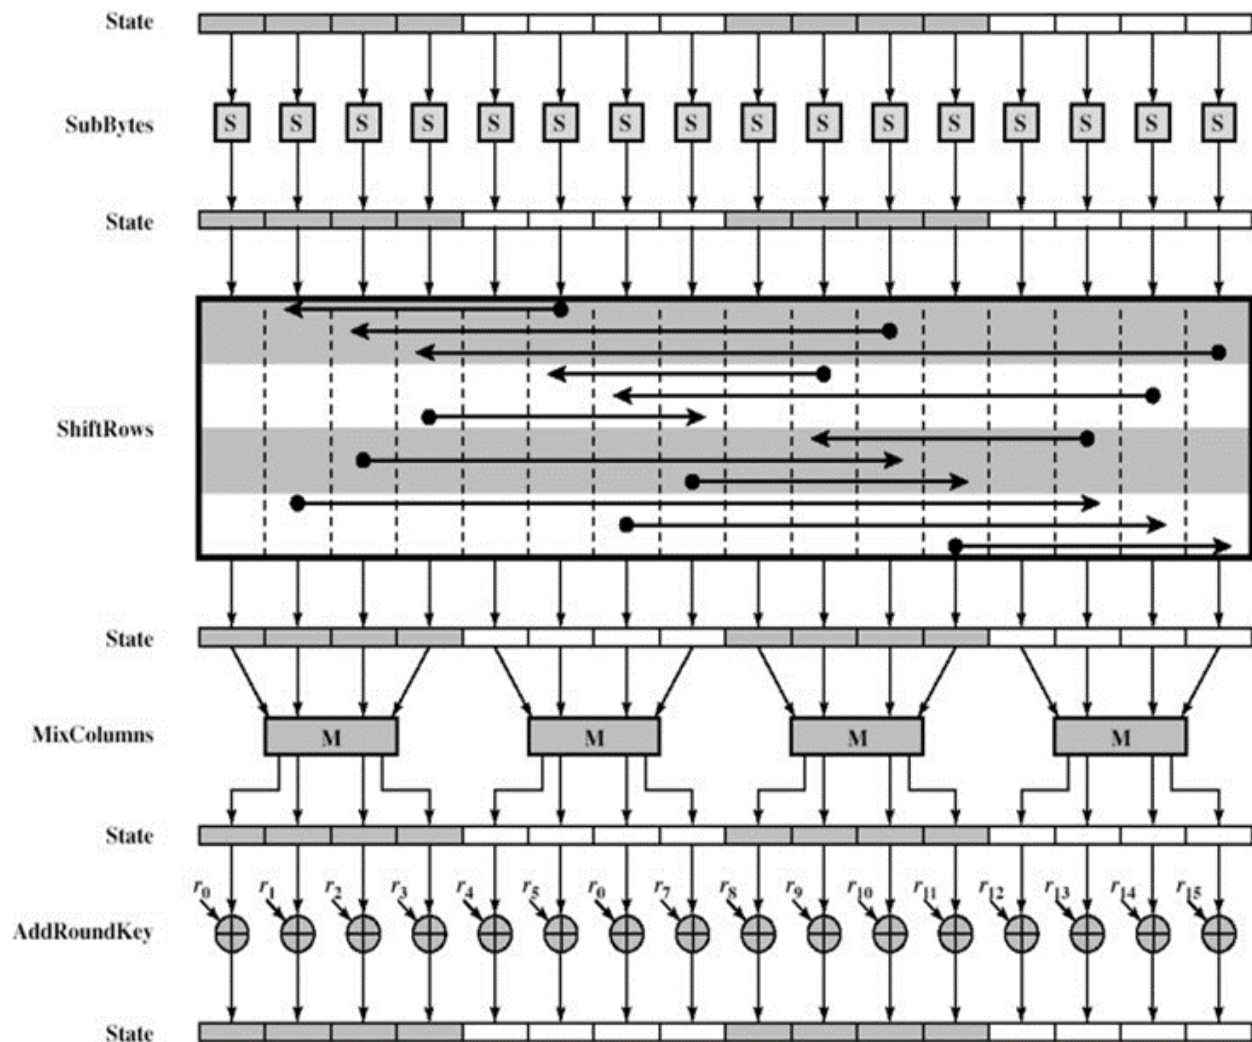 State
SubBytes S S S S S S S S S S S S S S S S
State
ShiftRows
State
MixColumns M M M M
State
r0 r1 r2 r3 r4 r5 r0 r7 r8 r9 r10 r11 r12 r13 r14 r15
AddRoundKey
State